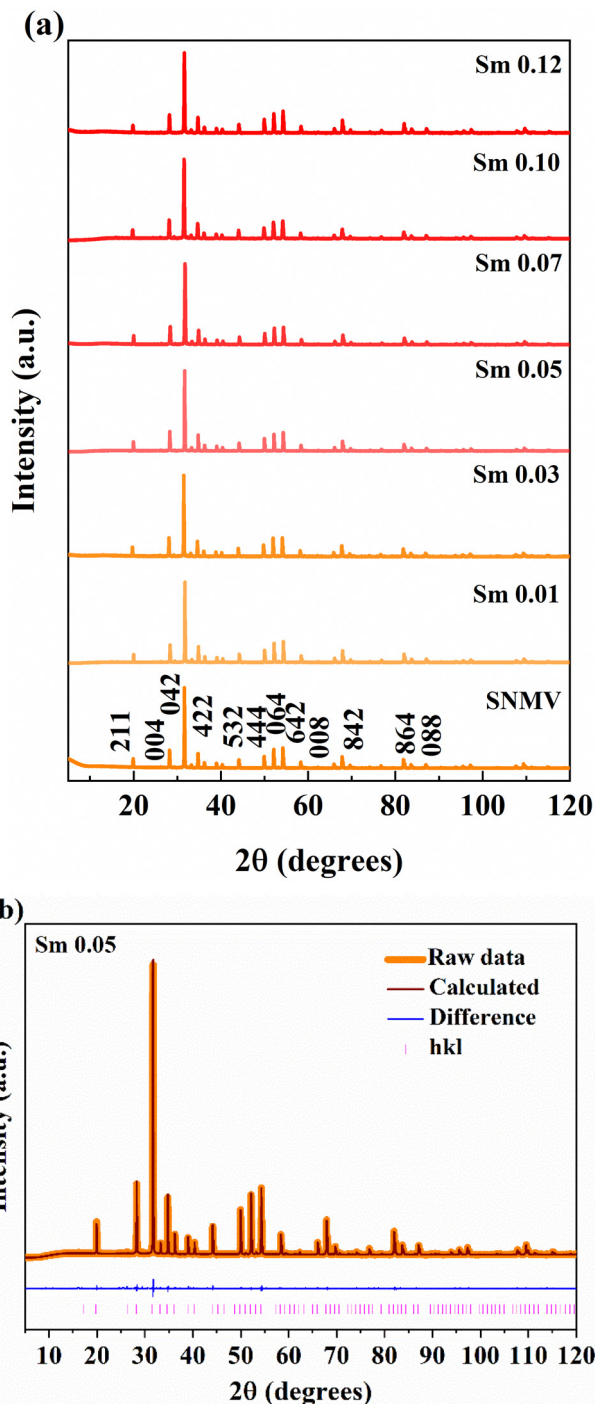 (a)
Sm 0.12
Sm 0.10
Sm 0.07
Sm 0.05
Sm 0.03
Sm 0.01
SNMV
211
004
042
422
532
444
064
642
008
842
864
088
Intensity (a.u.)
20 40 60 80 100 120
2θ (degrees)
b)
Sm 0.05
Raw data
Calculated
Difference
hkl
Intensity (a.u.)
10 20 30 40 50 60 70 80 90 100 110 120
2θ (degrees)